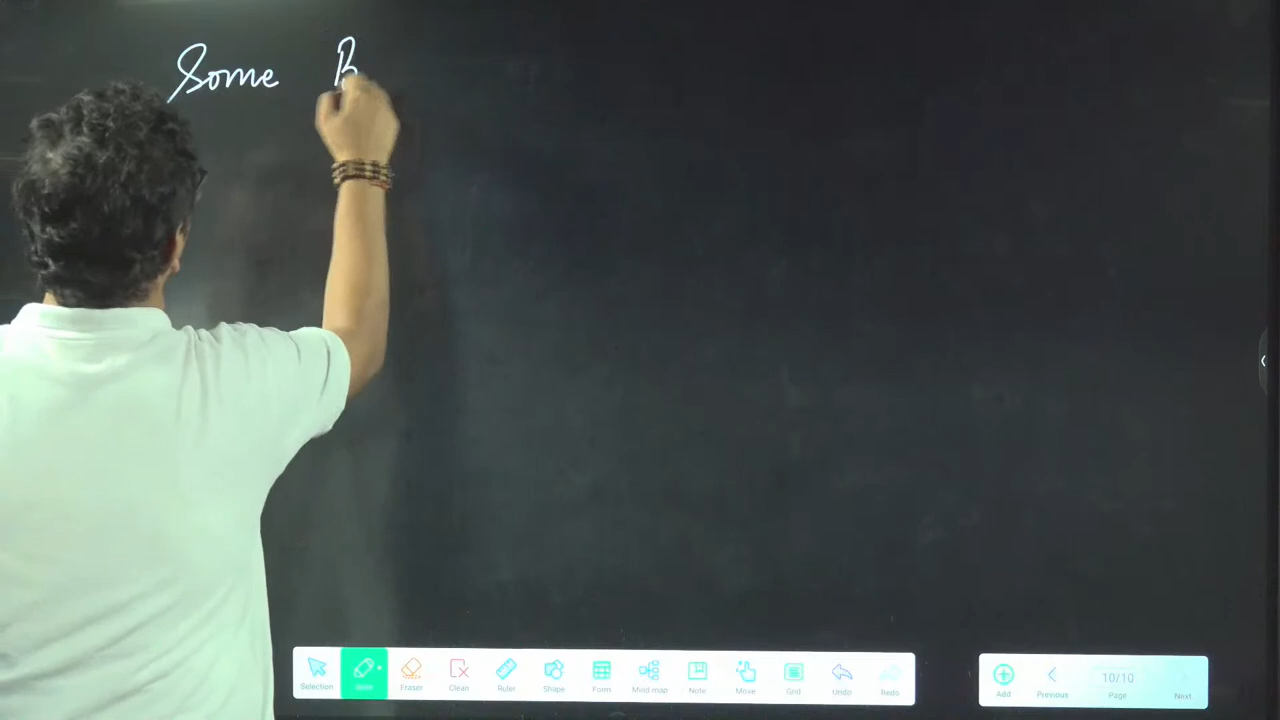 Some B
Selection
Eraser
Clean
Ruler
Shape
Form
Mind map
Note
Move
Grid
Undo
Redo
Add
Previous
10/10
Page
Next